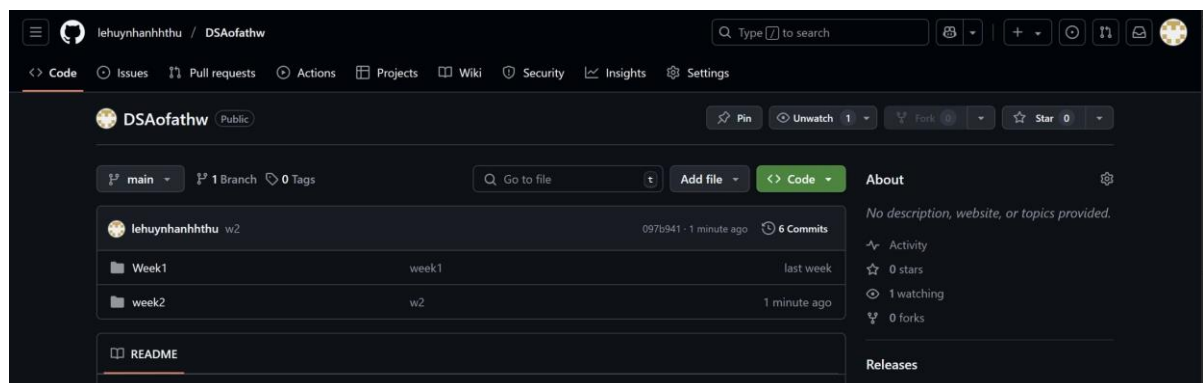 lehuynhanhhthu / DSAofathw
Type / to search
Code Issues Pull requests Actions Projects Wiki Security Insights Settings
DSAofathw Public
Pin Unwatch 1 Fork 0 Star 0
main 1 Branch 0 Tags Go to file t Add file Code
lehuynhanhhthu w2 097b941 · 1 minute ago 6 Commits
Week1 week1 last week
week2 w2 1 minute ago
README
About
No description, website, or topics provided.
Activity
0 stars
1 watching
0 forks
Releases